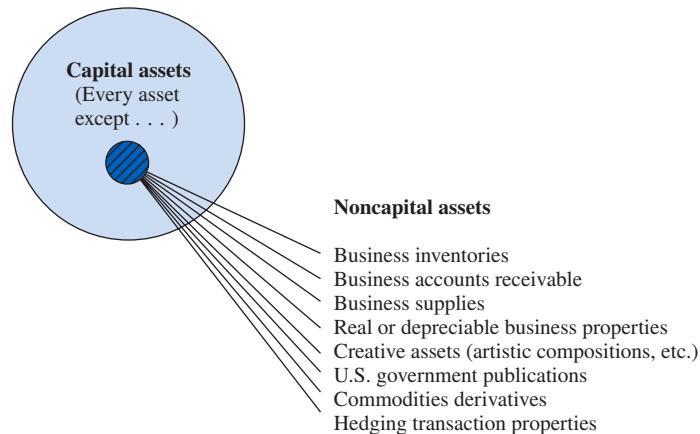 Capital assets
(Every asset
except . . . )
Noncapital assets
Business inventories
Business accounts receivable
Business supplies
Real or depreciable business properties
Creative assets (artistic compositions, etc.)
U.S. government publications
Commodities derivatives
Hedging transaction properties